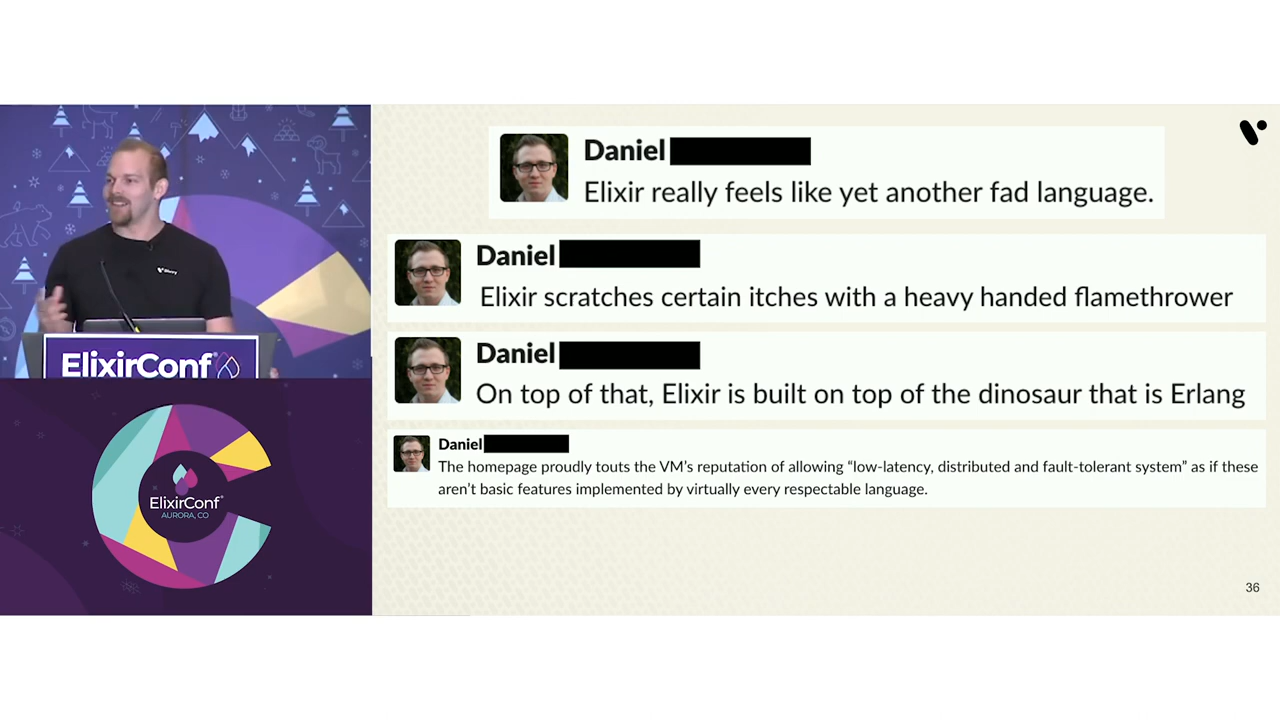 Daniel
Elixir really feels like yet another fad language.
Daniel
Elixir scratches certain itches with a heavy handed flamethrower
Daniel
On top of that, Elixir is built on top of the dinosaur that is Erlang
Daniel
The homepage proudly touts the VM's reputation of allowing “low-latency, distributed and fault-tolerant system” as if these
aren't basic features implemented by virtually every respectable language.
36
ElixirConf
ElixirConf
AURORA, CO